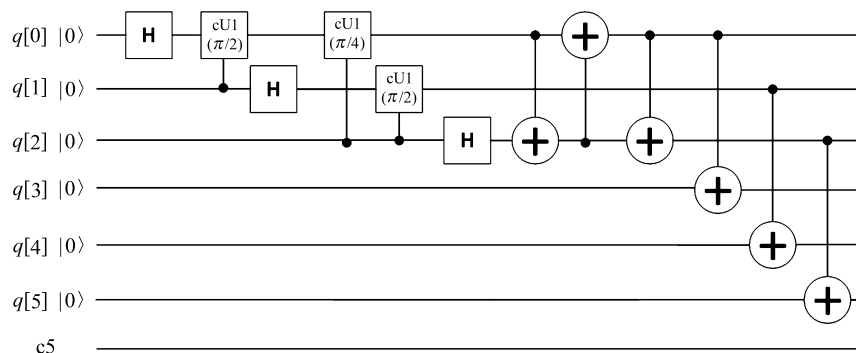 q[0] |0⟩ H cU1 (π/2) cU1 (π/4)
q[1] |0⟩ H cU1 (π/2)
q[2] |0⟩ H
q[3] |0⟩
q[4] |0⟩
q[5] |0⟩
c5